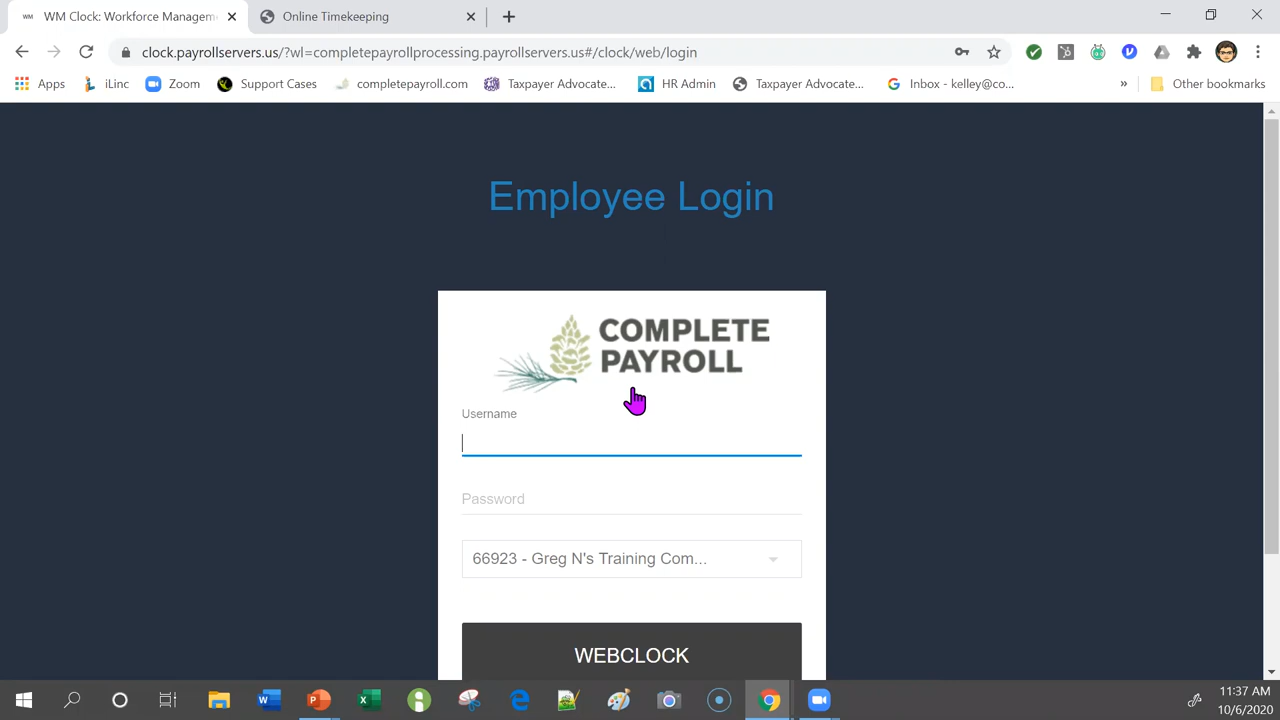 WM WM Clock: Workforce Managem
Online Timekeeping
clock.payrollservers.us/?wl=completepayrollprocessing.payrollservers.us#/clock/web/login
Apps iLinc Zoom Support Cases completepayroll.com Taxpayer Advocate... HR Admin Taxpayer Advocate... Inbox - kelley@co... » Other bookmarks
Employee Login
COMPLETE
PAYROLL
Username
Password
66923 - Greg N's Training Com...
WEBCLOCK
11:37 AM
10/6/2020